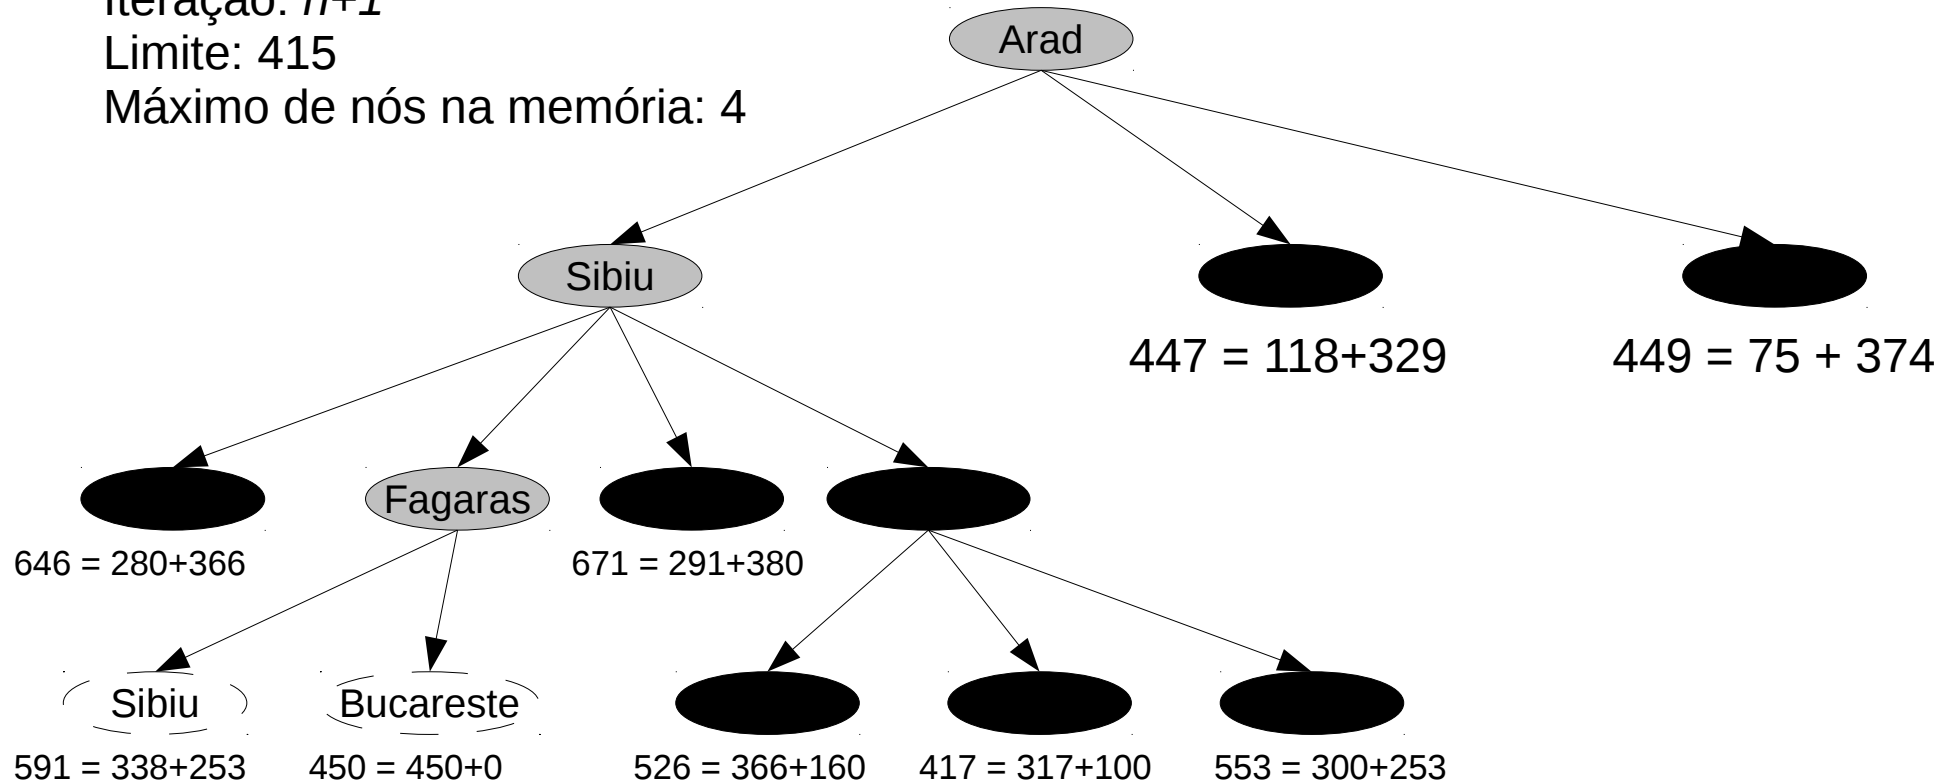 Iteração: n+1
Limite: 415
Máximo de nós na memória: 4
Arad
Sibiu
447 = 118+329
449 = 75 + 374
Fagaras
646 = 280+366
671 = 291+380
Sibiu
Bucareste
591 = 338+253
450 = 450+0
526 = 366+160
417 = 317+100
553 = 300+253